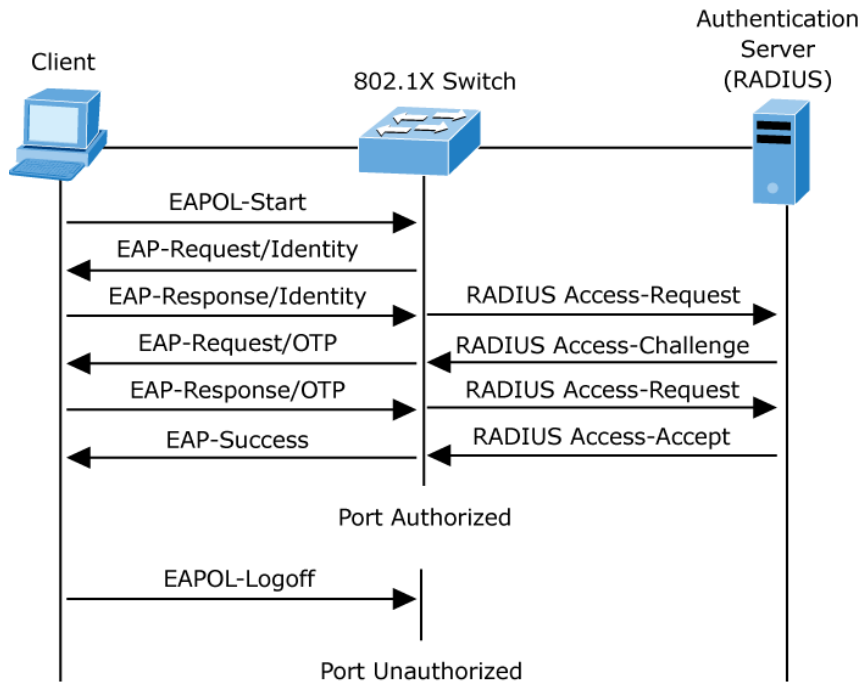 Authentication
Server
(RADIUS)
Client
802.1X Switch
EAPOL-Start
EAP-Request/Identity
EAP-Response/Identity
RADIUS Access-Request
EAP-Request/OTP
RADIUS Access-Challenge
EAP-Response/OTP
RADIUS Access-Request
EAP-Success
RADIUS Access-Accept
Port Authorized
EAPOL-Logoff
Port Unauthorized